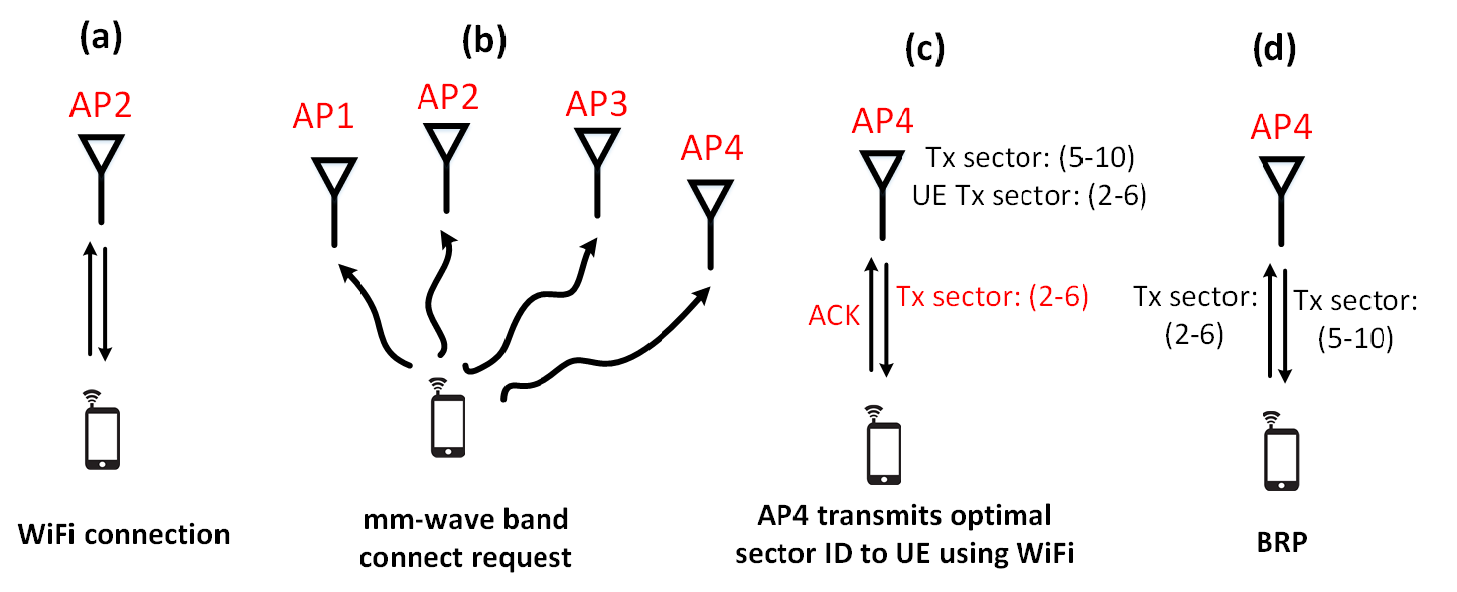 (a)
AP2
WiFi connection
(b)
AP1
AP2
AP3
AP4
mm-wave band
connect request
(c)
AP4
Tx sector: (5-10)
UE Tx sector: (2-6)
ACK
Tx sector: (2-6)
AP4 transmits optimal
sector ID to UE using WiFi
(d)
AP4
Tx sector:
(2-6)
Tx sector:
(5-10)
BRP